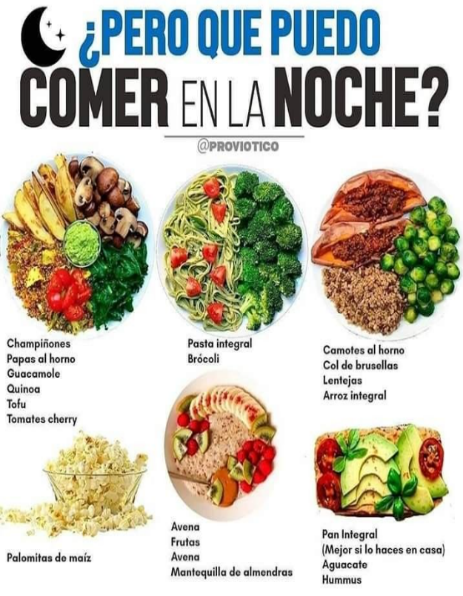 ¿PERO QUE PUEDO
COMER EN LA NOCHE?
@PROVIOTICO
Champiñones
Papas al horno
Guacamole
Quinoa
Tofu
Tomates cherry
Pasta integral
Brócoli
Camotes al horno
Col de brusellas
Lentejas
Arroz integral
Palomitas de maíz
Avena
Frutas
Avena
Mantequilla de almendras
Pan Integral
(Mejor si lo haces en casa)
Aguacate
Hummus